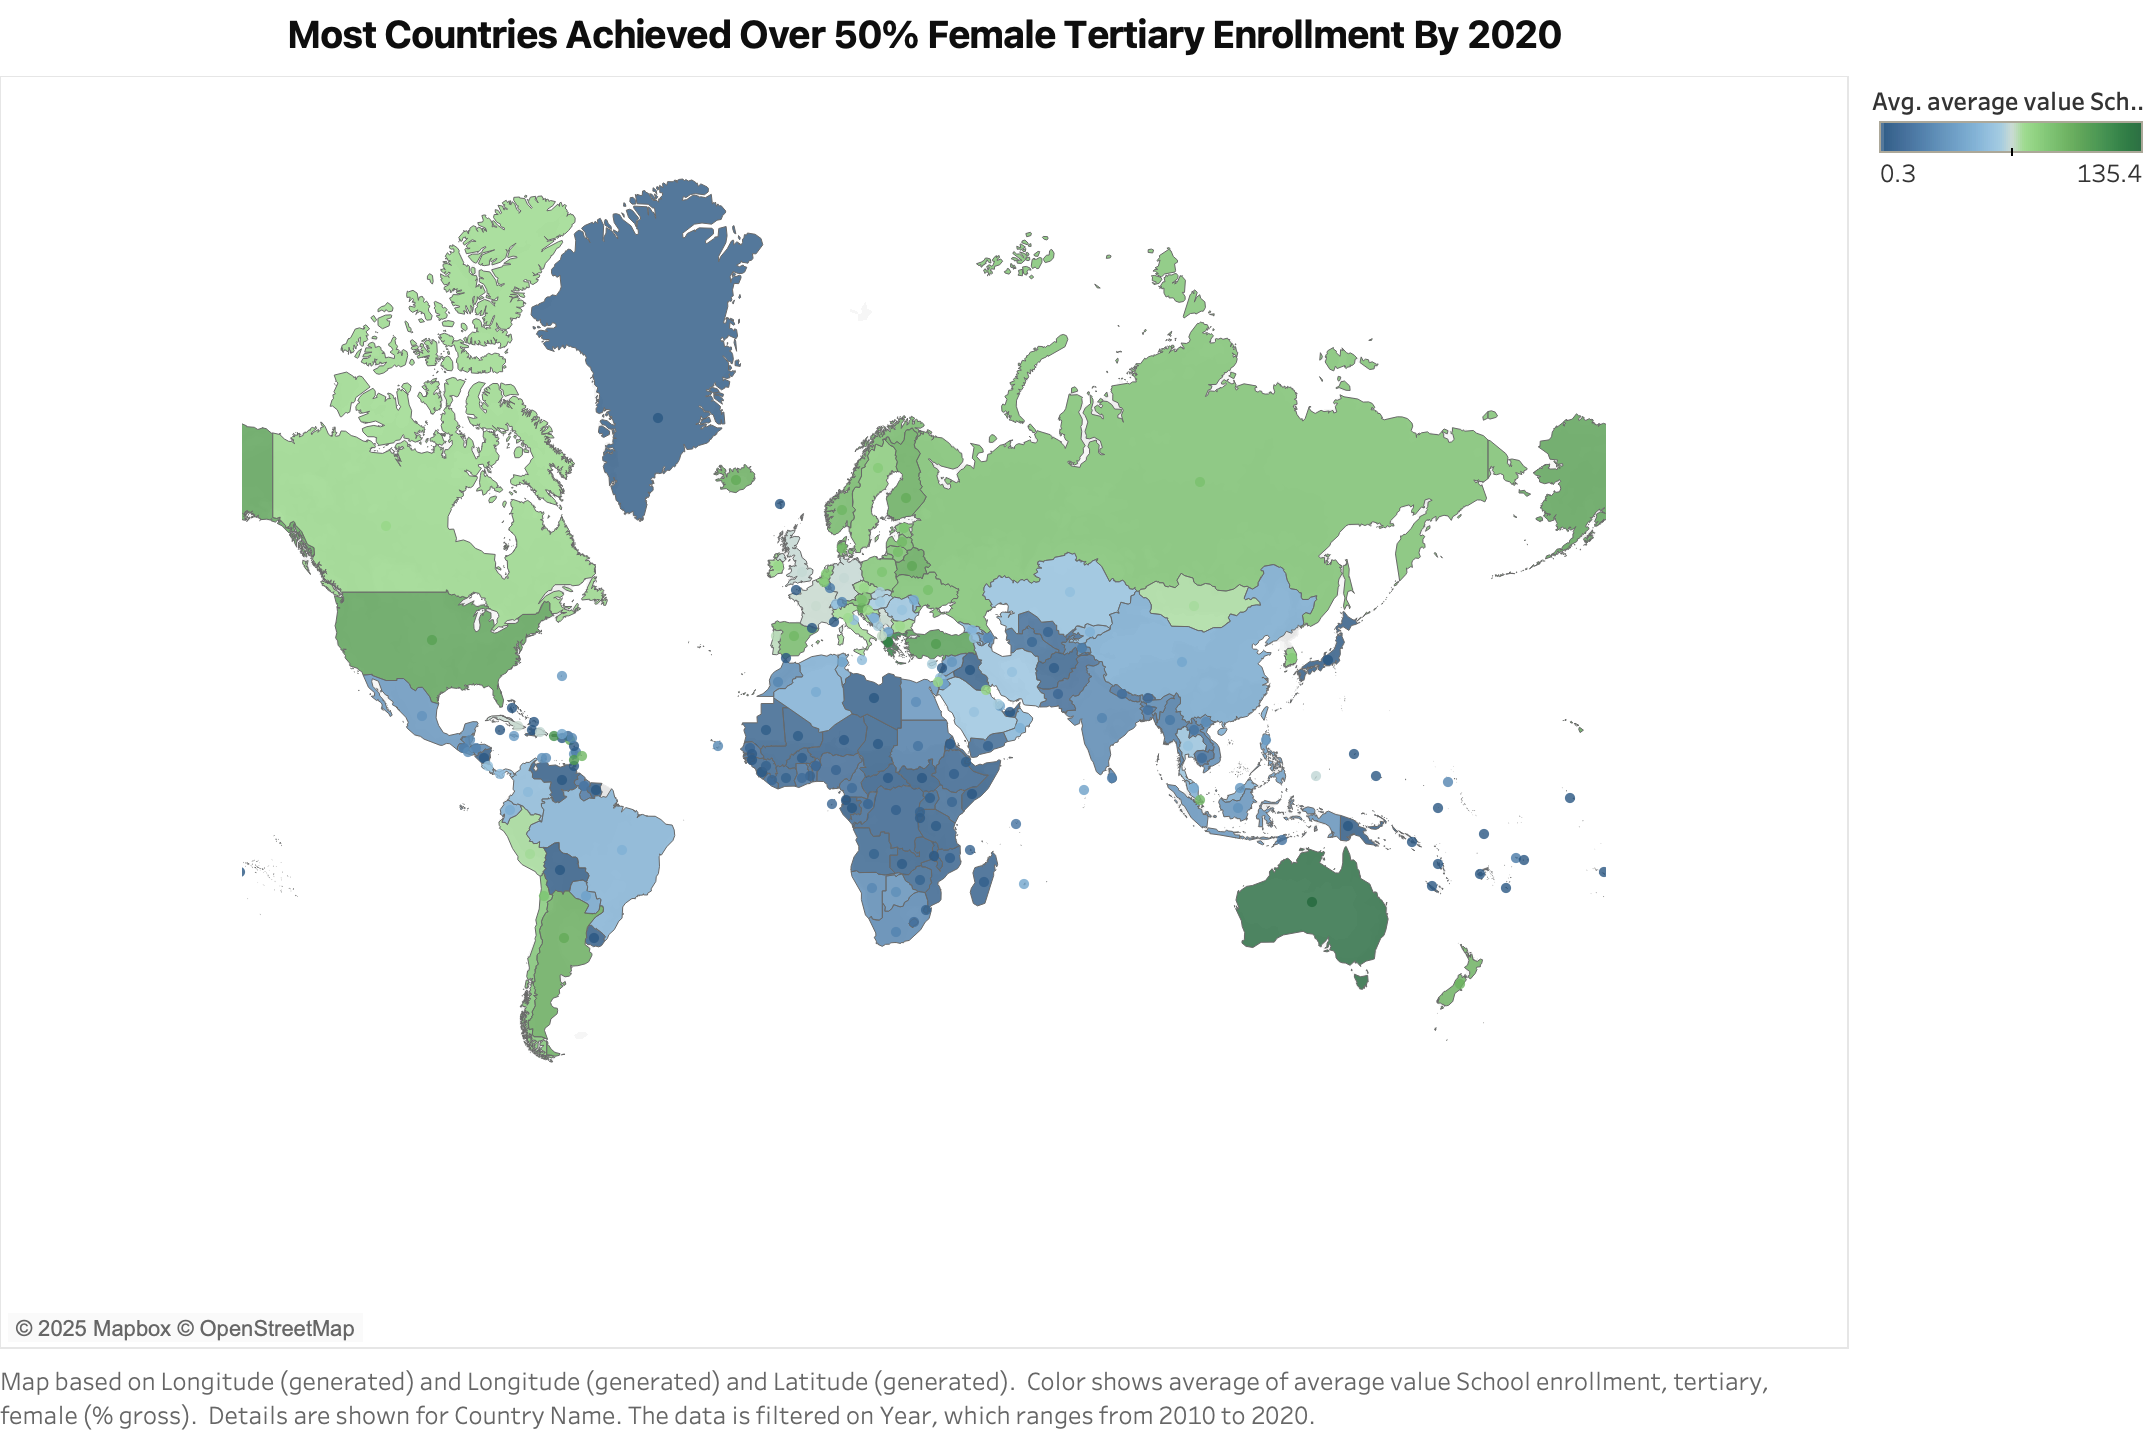 Most Countries Achieved Over 50% Female Tertiary Enrollment By 2020
Avg. average value Sch..
0.3 135.4
© 2025 Mapbox © OpenStreetMap
Map based on Longitude (generated) and Longitude (generated) and Latitude (generated).  Color shows average of average value School enrollment, tertiary,
female (% gross).  Details are shown for Country Name. The data is filtered on Year, which ranges from 2010 to 2020.